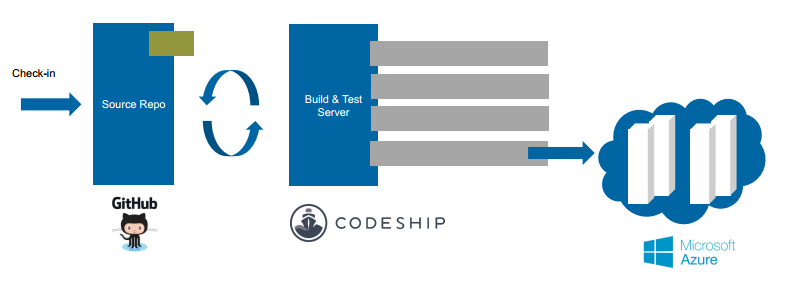 Check-in
Source Repo
Build & Test
Server
GitHub
CODESHIP
Microsoft
Azure